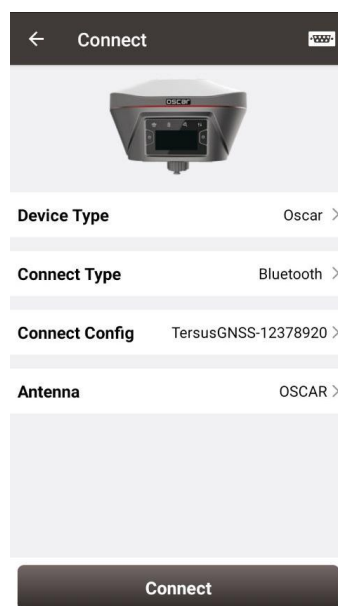 Connect
oscar
Device Type Oscar
Connect Type Bluetooth
Connect Config TersusGNSS-12378920
Antenna OSCAR
Connect